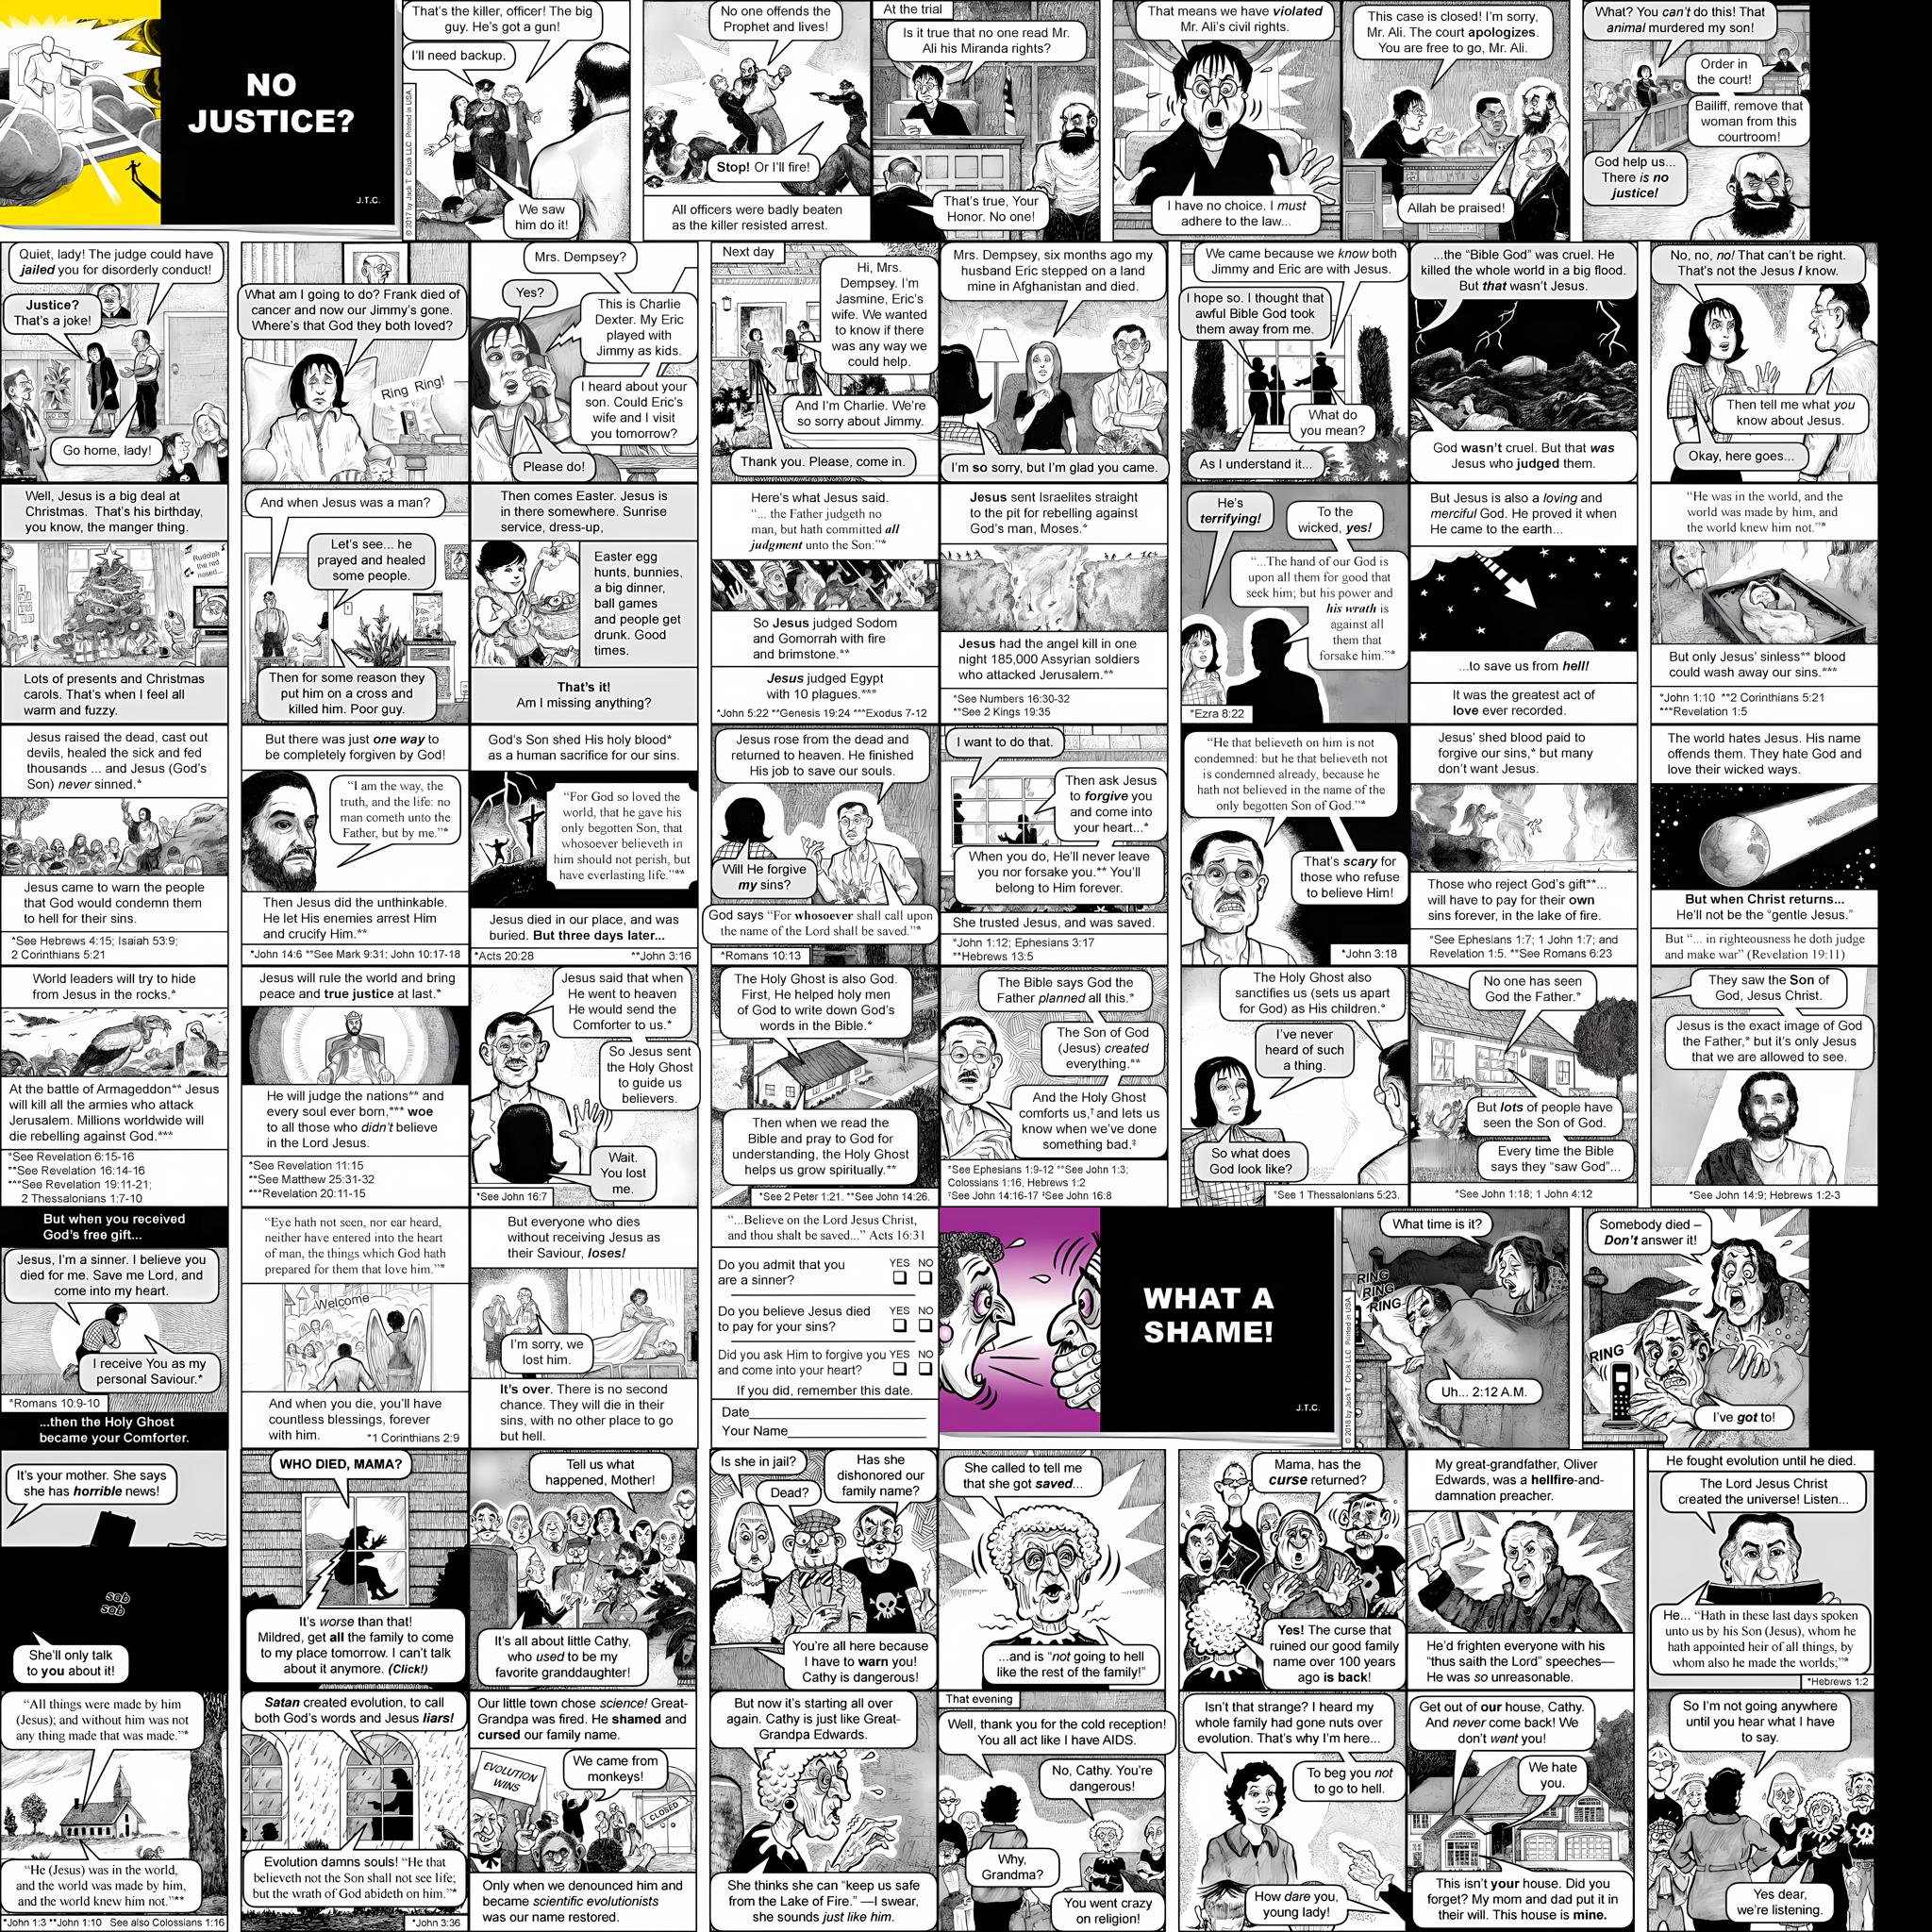 NO
JUSTICE?
J.T.C.
© 2017 by Jack T Chick LLC Printed in USA.
That's the killer, officer! The big
guy. He's got a gun!
I'll need backup.
We saw
him do it!
No one offends the
Prophet and lives!
Stop! Or I'll fire!
All officers were badly beaten
as the killer resisted arrest.
At the trial
Is it true that no one read Mr.
Ali his Miranda rights?
That's true, Your
Honor. No one!
That means we have violated
Mr. Ali's civil rights.
I have no choice. I must
adhere to the law...
This case is closed! I'm sorry,
Mr. Ali. The court apologizes.
You are free to go, Mr. Ali.
Allah be praised!
What? You can't do this! That
animal murdered my son!
Order in
the court!
Bailiff, remove that
woman from this
courtroom!
God help us...
There is no
justice!
Quiet, lady! The judge could have
jailed you for disorderly conduct!
Justice?
That's a joke!
Go home, lady!
What am I going to do? Frank died of
cancer and now our Jimmy's gone.
Where's that God they both loved?
Ring Ring!
Mrs. Dempsey?
Yes?
This is Charlie
Dexter. My Eric
played with
Jimmy as kids.
I heard about your
son. Could Eric's
wife and I visit
you tomorrow?
Please do!
Next day
Hi, Mrs.
Dempsey. I'm
Jasmine, Eric's
wife. We wanted
to know if there
was any way we
could help.
And I'm Charlie. We're
so sorry about Jimmy.
Thank you. Please, come in.
Mrs. Dempsey, six months ago my
husband Eric stepped on a land
mine in Afghanistan and died.
I'm so sorry, but I'm glad you came.
We came because we know both
Jimmy and Eric are with Jesus.
I hope so. I thought that
awful Bible God took
them away from me.
What do
you mean?
As I understand it...
...the "Bible God" was cruel. He
killed the whole world in a big flood.
But that wasn't Jesus.
God wasn't cruel. But that was
Jesus who judged them.
No, no, no! That can't be right.
That's not the Jesus I know.
Then tell me what you
know about Jesus.
Okay, here goes...
Well, Jesus is a big deal at
Christmas. That's his birthday,
you know, the manger thing.
Rudolph
the red
nosed...
Lots of presents and Christmas
carols. That's when I feel all
warm and fuzzy.
And when Jesus was a man?
Let's see... he
prayed and healed
some people.
Then for some reason they
put him on a cross and
killed him. Poor guy.
Then comes Easter. Jesus is
in there somewhere. Sunrise
service, dress-up,
Easter egg
hunts, bunnies,
a big dinner,
ball games
and people get
drunk. Good
times.
That's it!
Am I missing anything?
Here's what Jesus said.
"... the Father judgeth no
man, but hath committed all
judgment unto the Son:"*
So Jesus judged Sodom
and Gomorrah with fire
and brimstone.**
Jesus judged Egypt
with 10 plagues.***
*John 5:22 **Genesis 19:24 ***Exodus 7-12
Jesus sent Israelites straight
to the pit for rebelling against
God's man, Moses.*
Jesus had the angel kill in one
night 185,000 Assyrian soldiers
who attacked Jerusalem.**
*See Numbers 16:30-32
**See 2 Kings 19:35
He's
terrifying!
To the
wicked, yes!
"...The hand of our God is
upon all them for good that
seek him; but his power and
his wrath is
against all
them that
forsake him."*
*Ezra 8:22
But Jesus is also a loving and
merciful God. He proved it when
He came to the earth...
...to save us from hell!
It was the greatest act of
love ever recorded.
"He was in the world, and the
world was made by him, and
the world knew him not."*
But only Jesus' sinless** blood
could wash away our sins.***
*John 1:10 **2 Corinthians 5:21
***Revelation 1:5
Jesus raised the dead, cast out
devils, healed the sick and fed
thousands ... and Jesus (God's
Son) never sinned.*
Jesus came to warn the people
that God would condemn them
to hell for their sins.
*See Hebrews 4:15; Isaiah 53:9;
2 Corinthians 5:21
But there was just one way to
be completely forgiven by God!
"I am the way, the
truth, and the life: no
man cometh unto the
Father, but by me."*
Then Jesus did the unthinkable.
He let His enemies arrest Him
and crucify Him.**
*John 14:6 **See Mark 9:31; John 10:17-18
God's Son shed His holy blood*
as a human sacrifice for our sins.
"For God so loved the
world, that he gave his
only begotten Son, that
whosoever believeth in
him should not perish, but
have everlasting life."**
Jesus died in our place, and was
buried. But three days later...
*Acts 20:28 **John 3:16
Jesus rose from the dead and
returned to heaven. He finished
His job to save our souls.
Will He forgive
my sins?
God says "For whosoever shall call upon
the name of the Lord shall be saved."*
*Romans 10:13
I want to do that.
Then ask Jesus
to forgive you
and come into
your heart...*
When you do, He'll never leave
you nor forsake you.** You'll
belong to Him forever.
She trusted Jesus, and was saved.
*John 1:12; Ephesians 3:17
**Hebrews 13:5
"He that believeth on him is not
condemned: but he that believeth not
is condemned already, because he
hath not believed in the name of the
only begotten Son of God."*
That's scary for
those who refuse
to believe Him!
*John 3:18
Jesus' shed blood paid to
forgive our sins,* but many
don't want Jesus.
Those who reject God's gift**...
will have to pay for their own
sins forever, in the lake of fire.
*See Ephesians 1:7; 1 John 1:7; and
Revelation 1:5. **See Romans 6:23
The world hates Jesus. His name
offends them. They hate God and
love their wicked ways.
But when Christ returns...
He'll not be the "gentle Jesus."
But "... in righteousness he doth judge
and make war" (Revelation 19:11)
World leaders will try to hide
from Jesus in the rocks.*
At the battle of Armageddon** Jesus
will kill all the armies who attack
Jerusalem. Millions worldwide will
die rebelling against God.***
*See Revelation 6:15-16
**See Revelation 16:14-16
***See Revelation 19:11-21;
2 Thessalonians 1:7-10
Jesus will rule the world and bring
peace and true justice at last.*
He will judge the nations** and
every soul ever born,*** woe
to all those who didn't believe
in the Lord Jesus.
*See Revelation 11:15
**See Matthew 25:31-32
***Revelation 20:11-15
Jesus said that when
He went to heaven
He would send the
Comforter to us.*
So Jesus sent
the Holy Ghost
to guide us
believers.
Wait.
You lost
me.
*See John 16:7
The Holy Ghost is also God.
First, He helped holy men
of God to write down God's
words in the Bible.*
Then when we read the
Bible and pray to God for
understanding, the Holy Ghost
helps us grow spiritually.**
*See 2 Peter 1:21. **See John 14:26.
The Bible says God the
Father planned all this.*
The Son of God
(Jesus) created
everything.**
And the Holy Ghost
comforts us,† and lets us
know when we've done
something bad.‡
*See Ephesians 1:9-12 **See John 1:3;
Colossians 1:16, Hebrews 1:2
†See John 14:16-17 ‡See John 16:8
The Holy Ghost also
sanctifies us (sets us apart
for God) as His children.*
I've never
heard of such
a thing.
So what does
God look like?
*See 1 Thessalonians 5:23.
No one has seen
God the Father.*
But lots of people have
seen the Son of God.
Every time the Bible
says they "saw God"...
*See John 1:18; 1 John 4:12
They saw the Son of
God, Jesus Christ.
Jesus is the exact image of God
the Father,* but it's only Jesus
that we are allowed to see.
*See John 14:9; Hebrews 1:2-3
But when you received
God's free gift...
Jesus, I'm a sinner. I believe you
died for me. Save me Lord, and
come into my heart.
I receive You as my
personal Saviour.*
*Romans 10:9-10
...then the Holy Ghost
became your Comforter.
"Eye hath not seen, nor ear heard,
neither have entered into the heart
of man, the things which God hath
prepared for them that love him."*
Welcome
And when you die, you'll have
countless blessings, forever
with him.
*1 Corinthians 2:9
But everyone who dies
without receiving Jesus as
their Saviour, loses!
I'm sorry, we
lost him.
It's over. There is no second
chance. They will die in their
sins, with no other place to go
but hell.
"...Believe on the Lord Jesus Christ,
and thou shalt be saved..." Acts 16:31
Do you admit that you
are a sinner?
YES NO
Do you believe Jesus died
to pay for your sins?
YES NO
Did you ask Him to forgive you
and come into your heart?
YES NO
If you did, remember this date.
Date
Your Name
WHAT A
SHAME!
J.T.C.
© 2016 by Jack T Chick LLC Printed in USA
What time is it?
RING
RING
RING
Uh... 2:12 A.M.
Somebody died –
Don't answer it!
RING
I've got to!
It's your mother. She says
she has horrible news!
sob
sob
She'll only talk
to you about it!
WHO DIED, MAMA?
It's worse than that!
Mildred, get all the family to come
to my place tomorrow. I can't talk
about it anymore. (Click!)
Tell us what
happened, Mother!
It's all about little Cathy,
who used to be my
favorite granddaughter!
Is she in jail?
Dead?
Has she
dishonored our
family name?
You're all here because
I have to warn you!
Cathy is dangerous!
She called to tell me
that she got saved...
...and is "not going to hell
like the rest of the family!"
Mama, has the
curse returned?
Yes! The curse that
ruined our good family
name over 100 years
ago is back!
My great-grandfather, Oliver
Edwards, was a hellfire-and-
damnation preacher.
He'd frighten everyone with his
"thus saith the Lord" speeches—
He was so unreasonable.
He fought evolution until he died.
The Lord Jesus Christ
created the universe! Listen...
He... "Hath in these last days spoken
unto us by his Son (Jesus), whom he
hath appointed heir of all things, by
whom also he made the worlds;"*
*Hebrews 1:2
"All things were made by him
(Jesus); and without him was not
any thing made that was made."*
"He (Jesus) was in the world,
and the world was made by him,
and the world knew him not."**
*John 1:3 **John 1:10 See also Colossians 1:16
Satan created evolution, to call
both God's words and Jesus liars!
Evolution damns souls! "He that
believeth not the Son shall not see life;
but the wrath of God abideth on him."*
*John 3:36
Our little town chose science! Great-
Grandpa was fired. He shamed and
cursed our family name.
EVOLUTION
WINS
We came from
monkeys!
CLOSED
Only when we denounced him and
became scientific evolutionists
was our name restored.
But now it's starting all over
again. Cathy is just like Great-
Grandpa Edwards.
She thinks she can "keep us safe
from the Lake of Fire." —I swear,
she sounds just like him.
That evening
Well, thank you for the cold reception!
You all act like I have AIDS.
No, Cathy. You're
dangerous!
Why,
Grandma?
You went crazy
on religion!
Isn't that strange? I heard my
whole family had gone nuts over
evolution. That's why I'm here...
To beg you not
to go to hell.
How dare you,
young lady!
Get out of our house, Cathy.
And never come back! We
don't want you!
We hate
you.
This isn't your house. Did you
forget? My mom and dad put it in
their will. This house is mine.
So I'm not going anywhere
until you hear what I have
to say.
Yes dear,
we're listening.